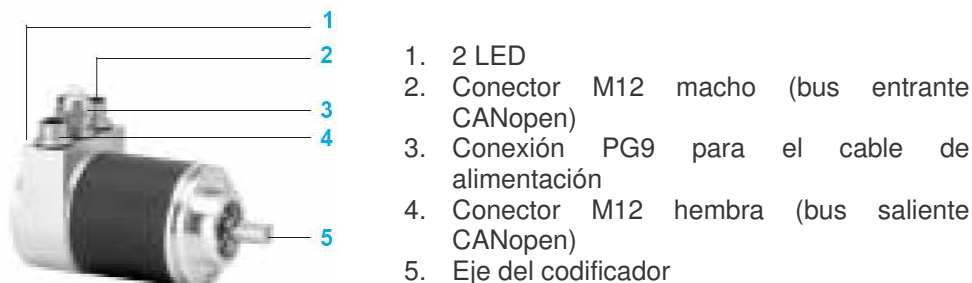 1
2
3
4
5
1. 2 LED
2. Conector M12 macho (bus entrante
CANopen)
3. Conexión PG9 para el cable de
alimentación
4. Conector M12 hembra (bus saliente
CANopen)
5. Eje del codificador